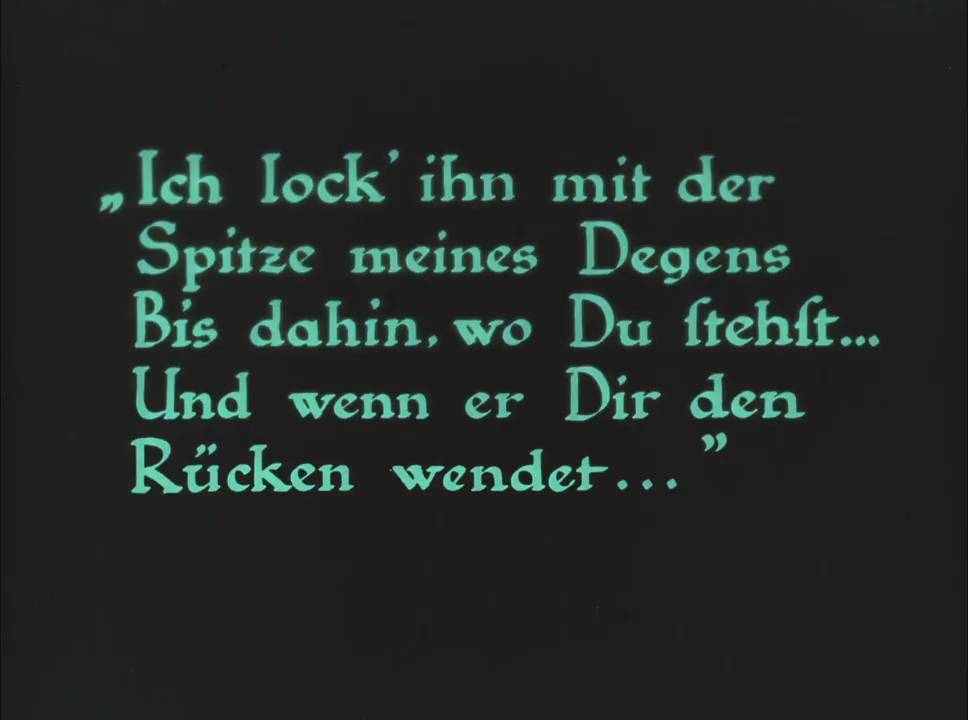 „Ich lock' ihn mit der
Spitze meines Degens
Bis dahin, wo Du ſtehſt...
Und wenn er Dir den
Rücken wendet..."